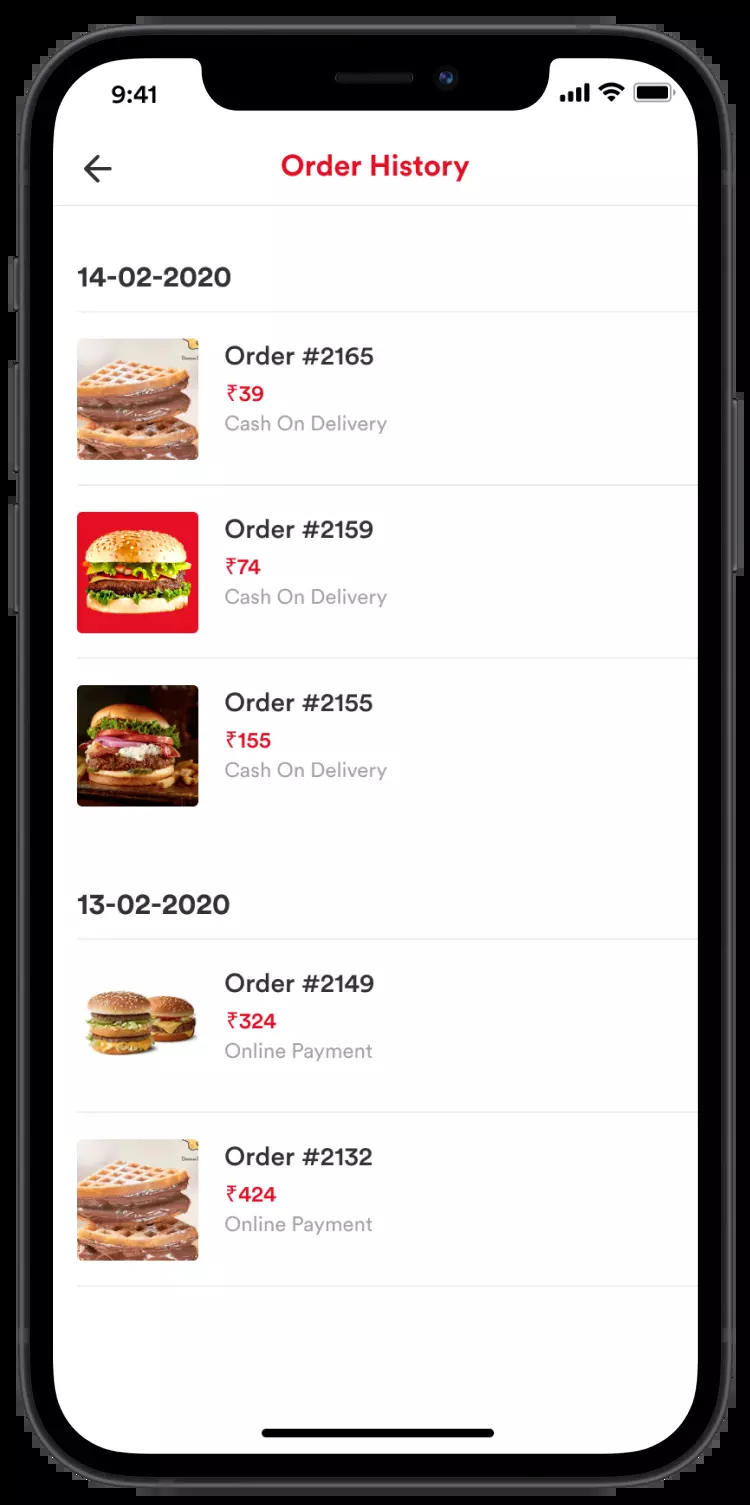 9:41
Order History
14-02-2020
Order #2165
₹39
Cash On Delivery
Order #2159
₹74
Cash On Delivery
Order #2155
₹155
Cash On Delivery
13-02-2020
Order #2149
₹324
Online Payment
Order #2132
₹424
Online Payment